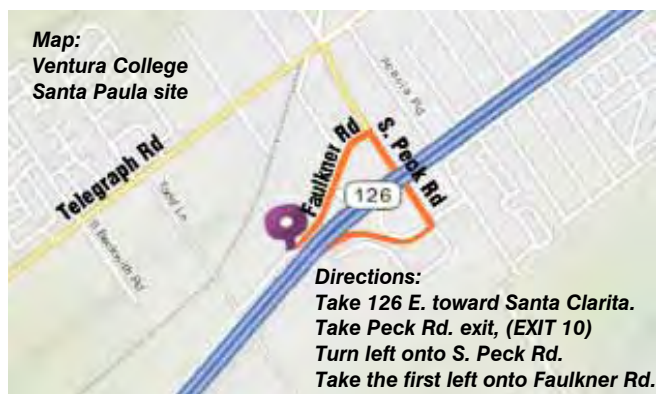 Map:
Ventura College
Santa Paula site
Telegraph Rd
Faulkner Rd
S. Peck Rd
126
Directions:
Take 126 E. toward Santa Clarita.
Take Peck Rd. exit, (EXIT 10)
Turn left onto S. Peck Rd.
Take the first left onto Faulkner Rd.